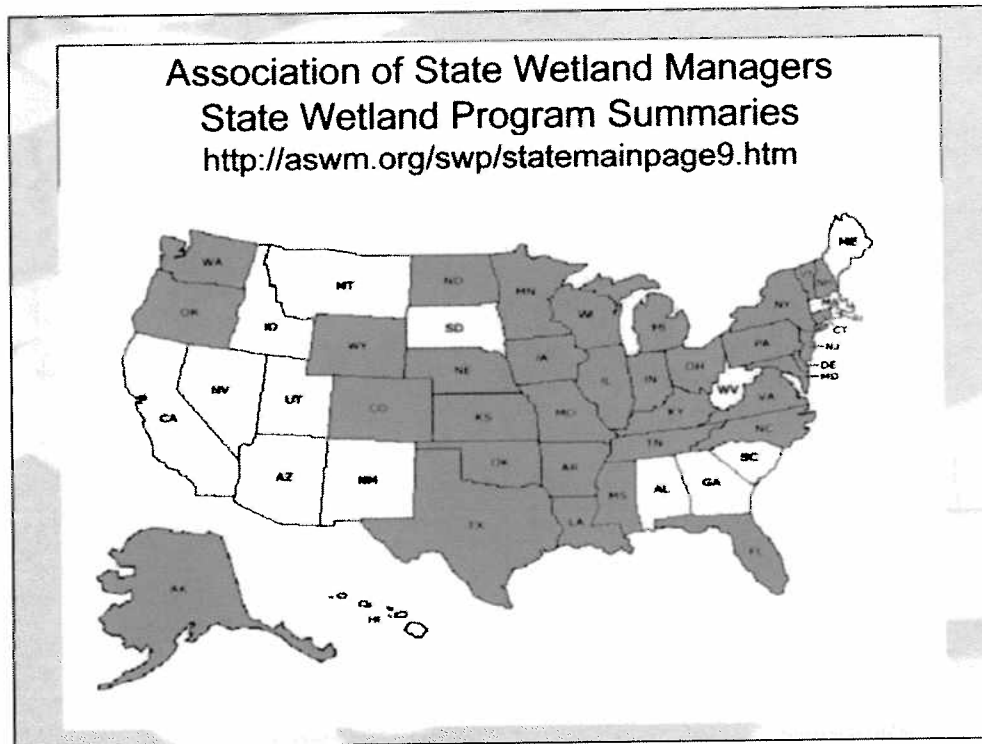 Association of State Wetland Managers
State Wetland Program Summaries
http://aswm.org/swp/statemainpage9.htm
ME
WA
MT
ND
MN
VT
NH
OR
ID
SD
WI
MI
NY
MA
WY
CT
IA
PA
NJ
NE
OH
DE
NV
UT
IL
IN
WV
MD
CA
CO
KS
MO
KY
VA
TN
NC
AZ
NM
OK
AR
SC
MS
AL
GA
TX
LA
FL
AK
HI